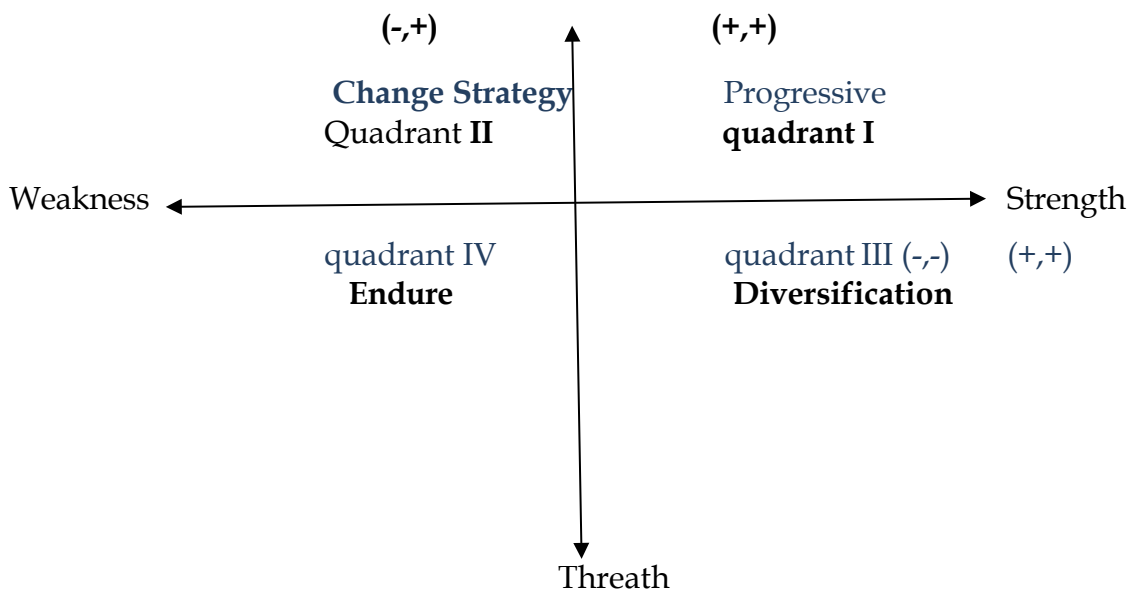 (-,+) (+,+)
Change Strategy Progressive
Quadrant II quadrant I
Weakness Strength
quadrant IV quadrant III (-,-) (+,+)
Endure Diversification
Threath